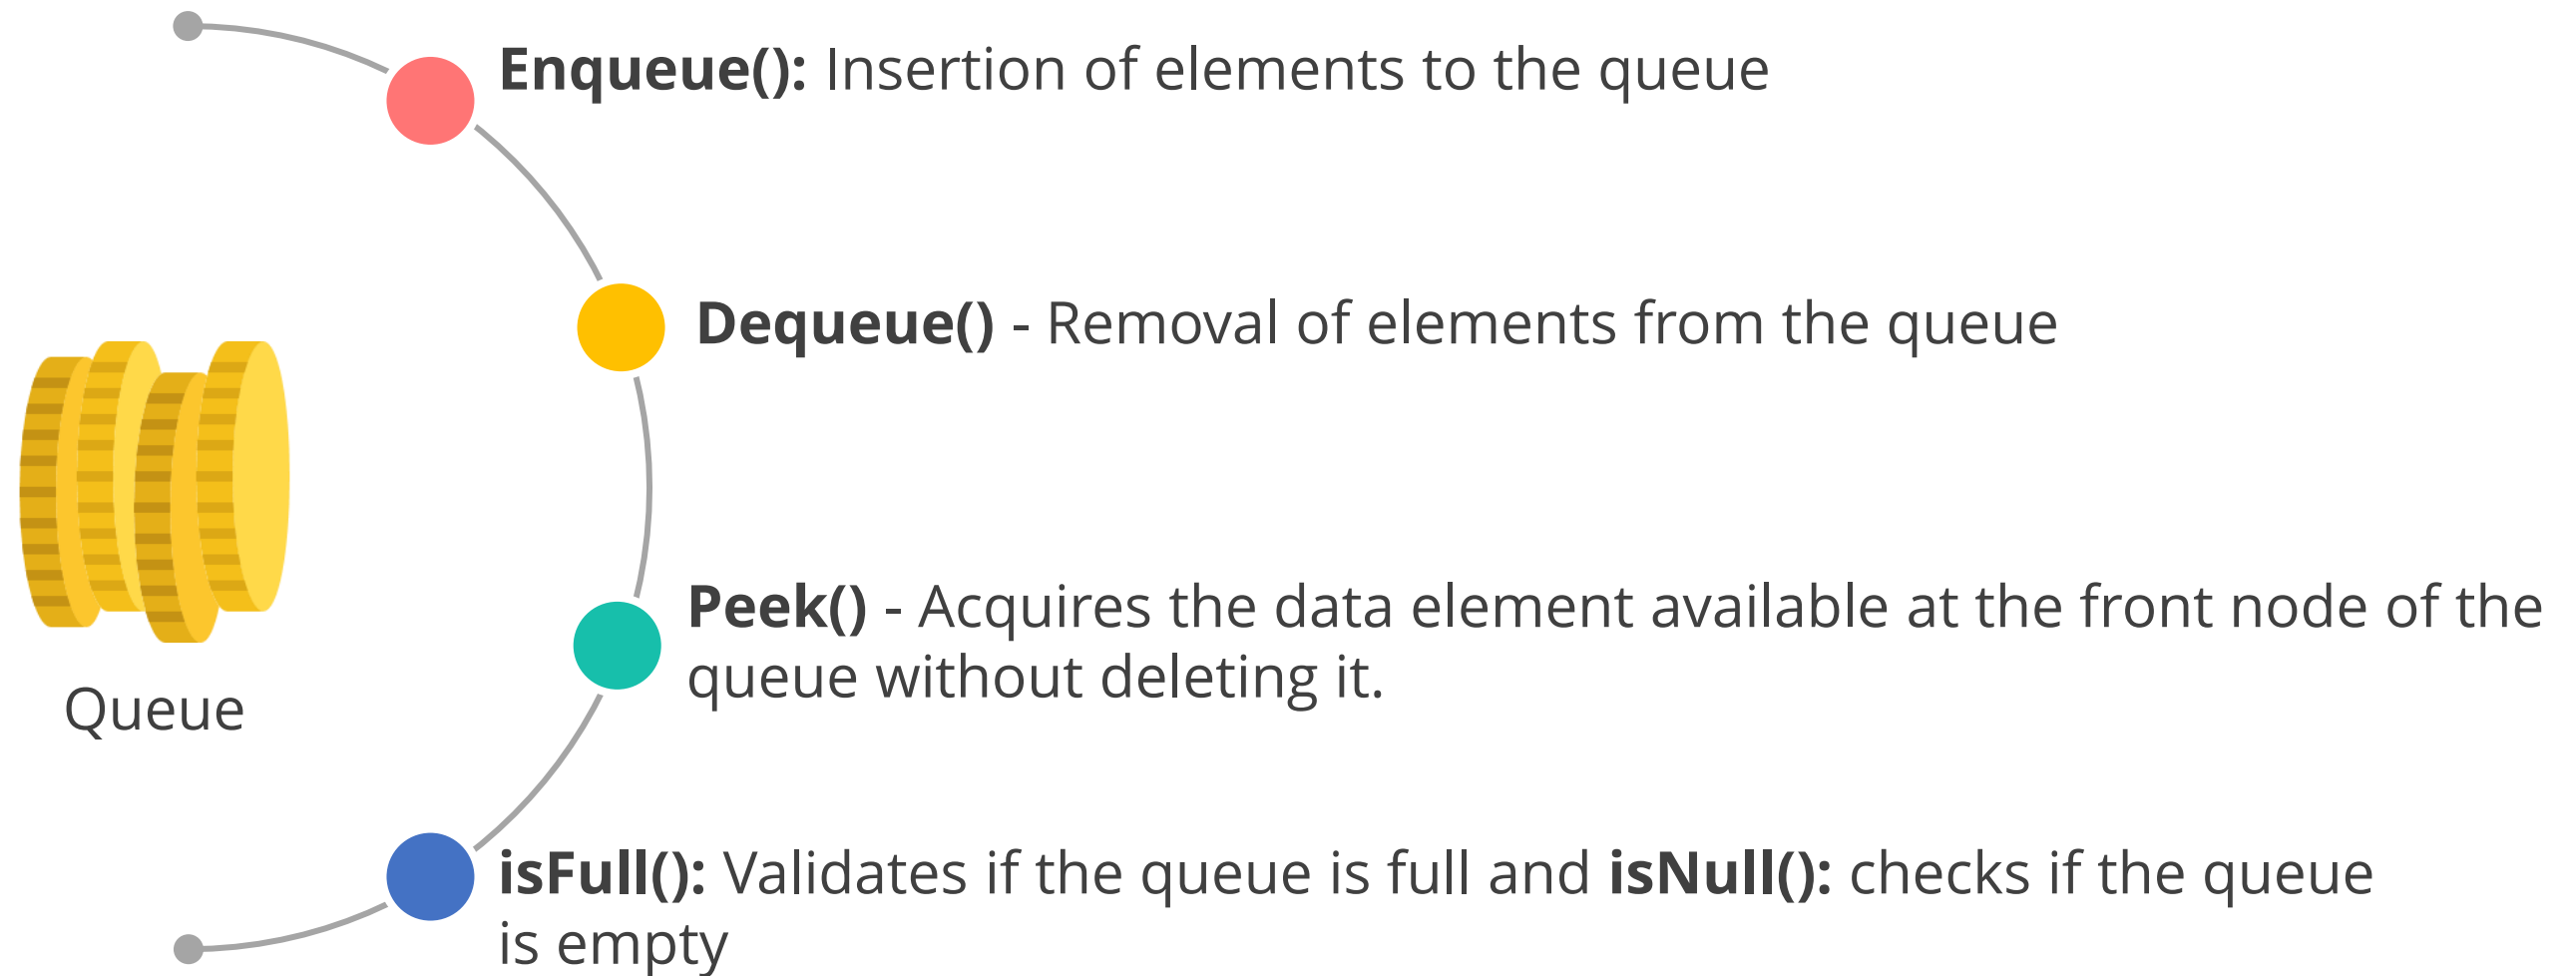 Enqueue(): Insertion of elements to the queue
Dequeue() - Removal of elements from the queue
Peek() - Acquires the data element available at the front node of the
queue without deleting it.
Queue
isFull(): Validates if the queue is full and isNull(): checks if the queue
is empty